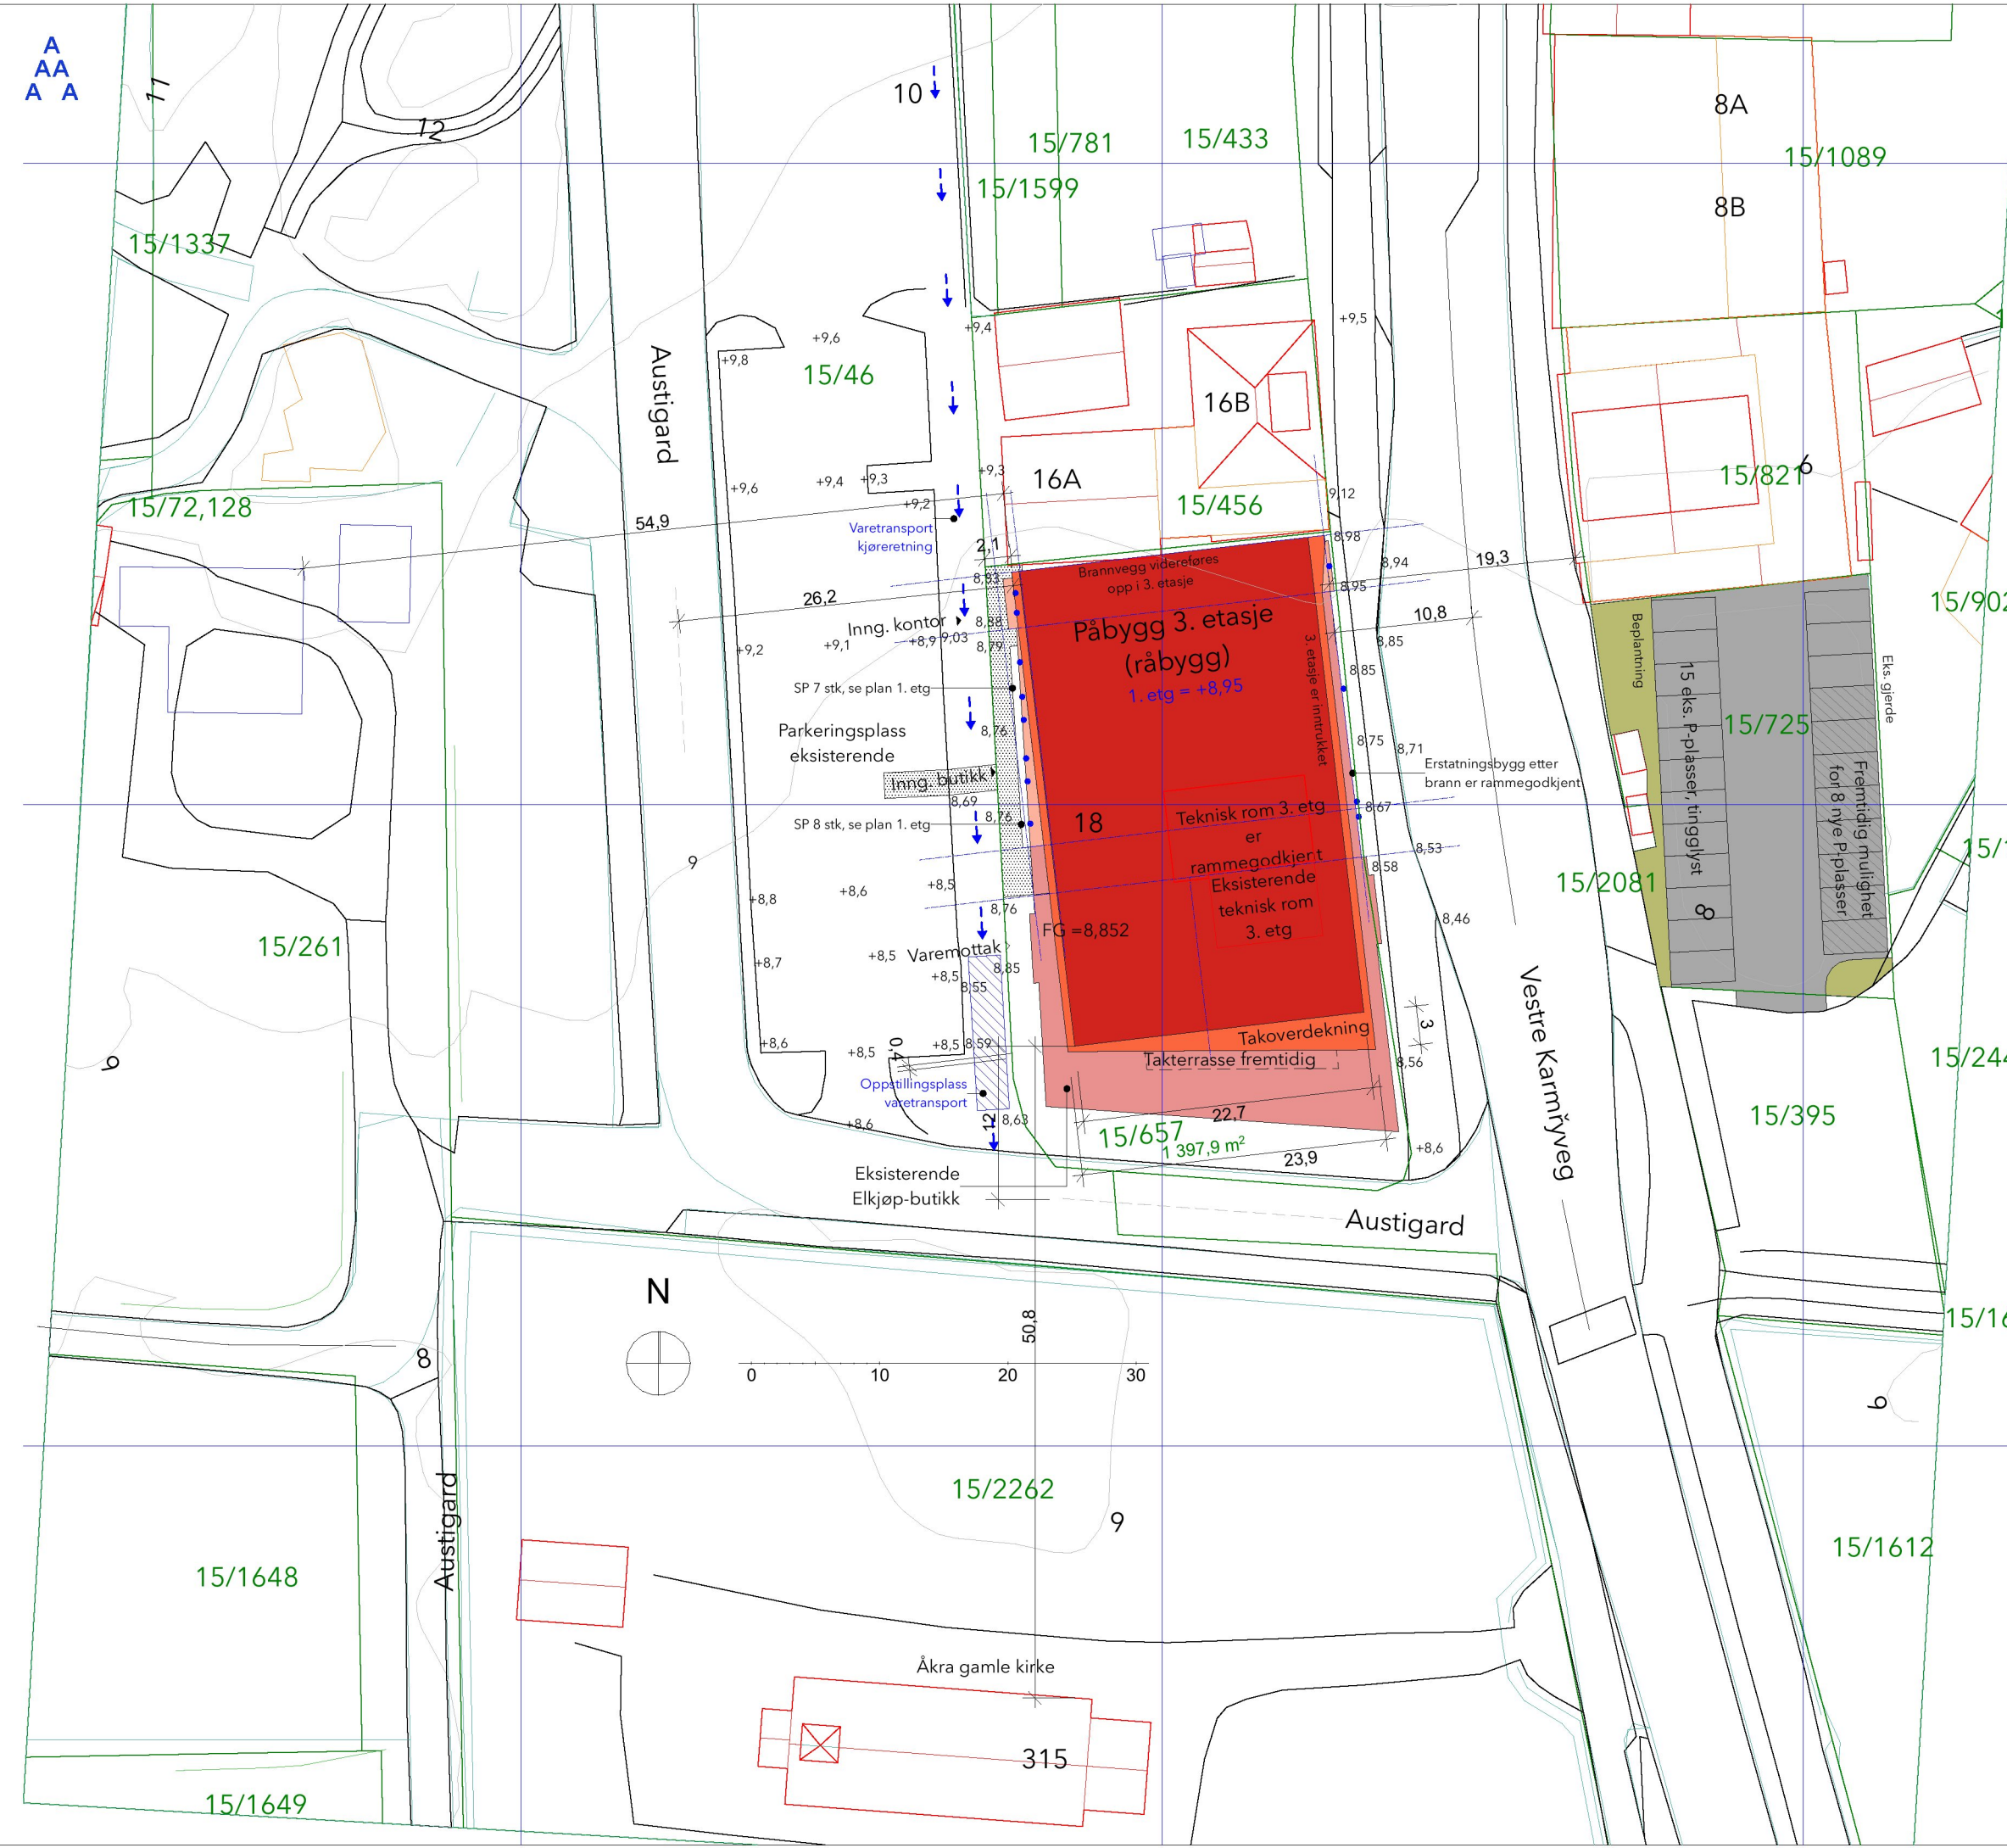 A
AA
A A
11
12
10
15/781
15/433
15/1599
8A
15/1089
8B
15/1337
Austigard
+9,6
+9,8
15/46
+9,4
+9,5
16B
16A
15/456
15/821
6
15/72,128
+9,6
+9,4
+9,3
+9,3
+9,2
9,12
54,9
Varetransport
kjøreretning
2,1
8,98
8,94
8,95
19,3
8,93
Brannvegg videreføres
opp i 3. etasje
26,2
10,8
Inng. kontor
8,88
+9,2
+9,1
+8,9
9,03
8,79
Påbygg 3. etasje
(råbygg)
1. etg = +8,95
3. etasje er inntrukket
8,85
8,85
SP 7 stk, se plan 1. etg
Parkeringsplass
eksisterende
8,76
8,75
8,71
Inng. butikk
8,69
8,76
SP 8 stk, se plan 1. etg
18
Teknisk rom 3. etg
er
rammegodkjent
Eksisterende
teknisk rom
3. etg
Erstatningsbygg etter
brann er rammegodkjent
8,67
8,53
8,58
8,46
Beplantning
15 eks. P-plasser, tinglyst
8
15/725
Fremtidig mulighet
for 8 nye P-plasser
Eks. gjerde
15/902
15/2081
9
+8,8
+8,6
+8,5
8,76
FG =8,852
15/261
+8,7
+8,5
Varemottak
8,85
+8,5
8,55
9
+8,6
+8,5
0,4
+8,5
8,59
Takoverdekning
Takterrasse fremtidig
3
8,56
Oppstillingsplass
varetransport
12
8,63
22,7
15/657
1 397,9 m²
23,9
+8,6
+8,6
Eksisterende
Elkjøp-butikk
Vestre Karmřyveg
15/244
15/395
Austigard
N
0
10
20
30
50,8
8
9
15/2262
9
Austigard
15/1648
15/1612
Åkra gamle kirke
315
15/1649